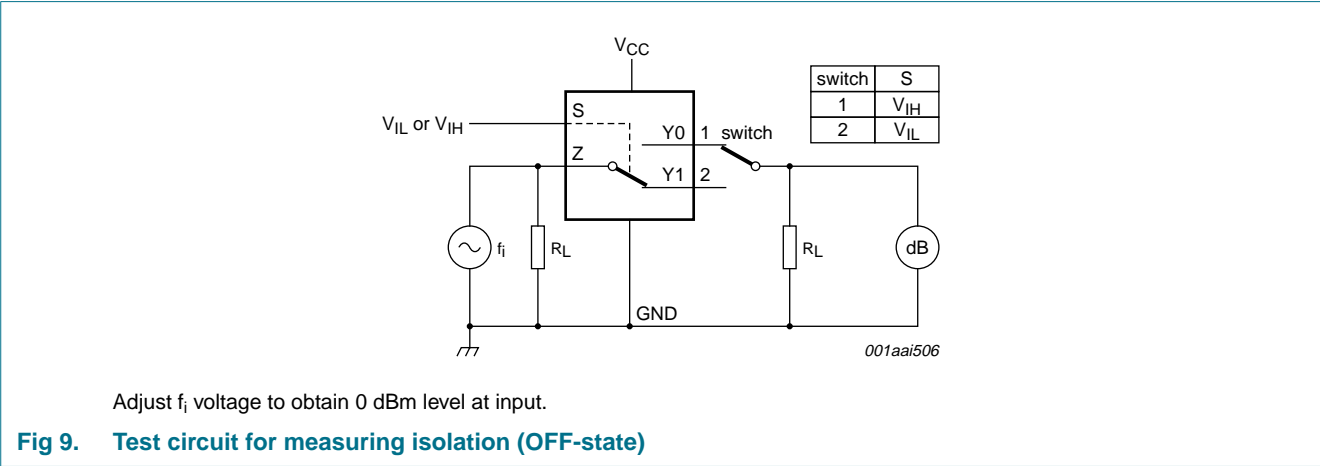 VCC
switch S
1 VIH
2 VIL
S
VIL or VIH
Y0 1 switch
Z
Y1 2
fi
RL
RL
dB
GND
001aai506
Adjust fi voltage to obtain 0 dBm level at input.
Fig 9. Test circuit for measuring isolation (OFF-state)